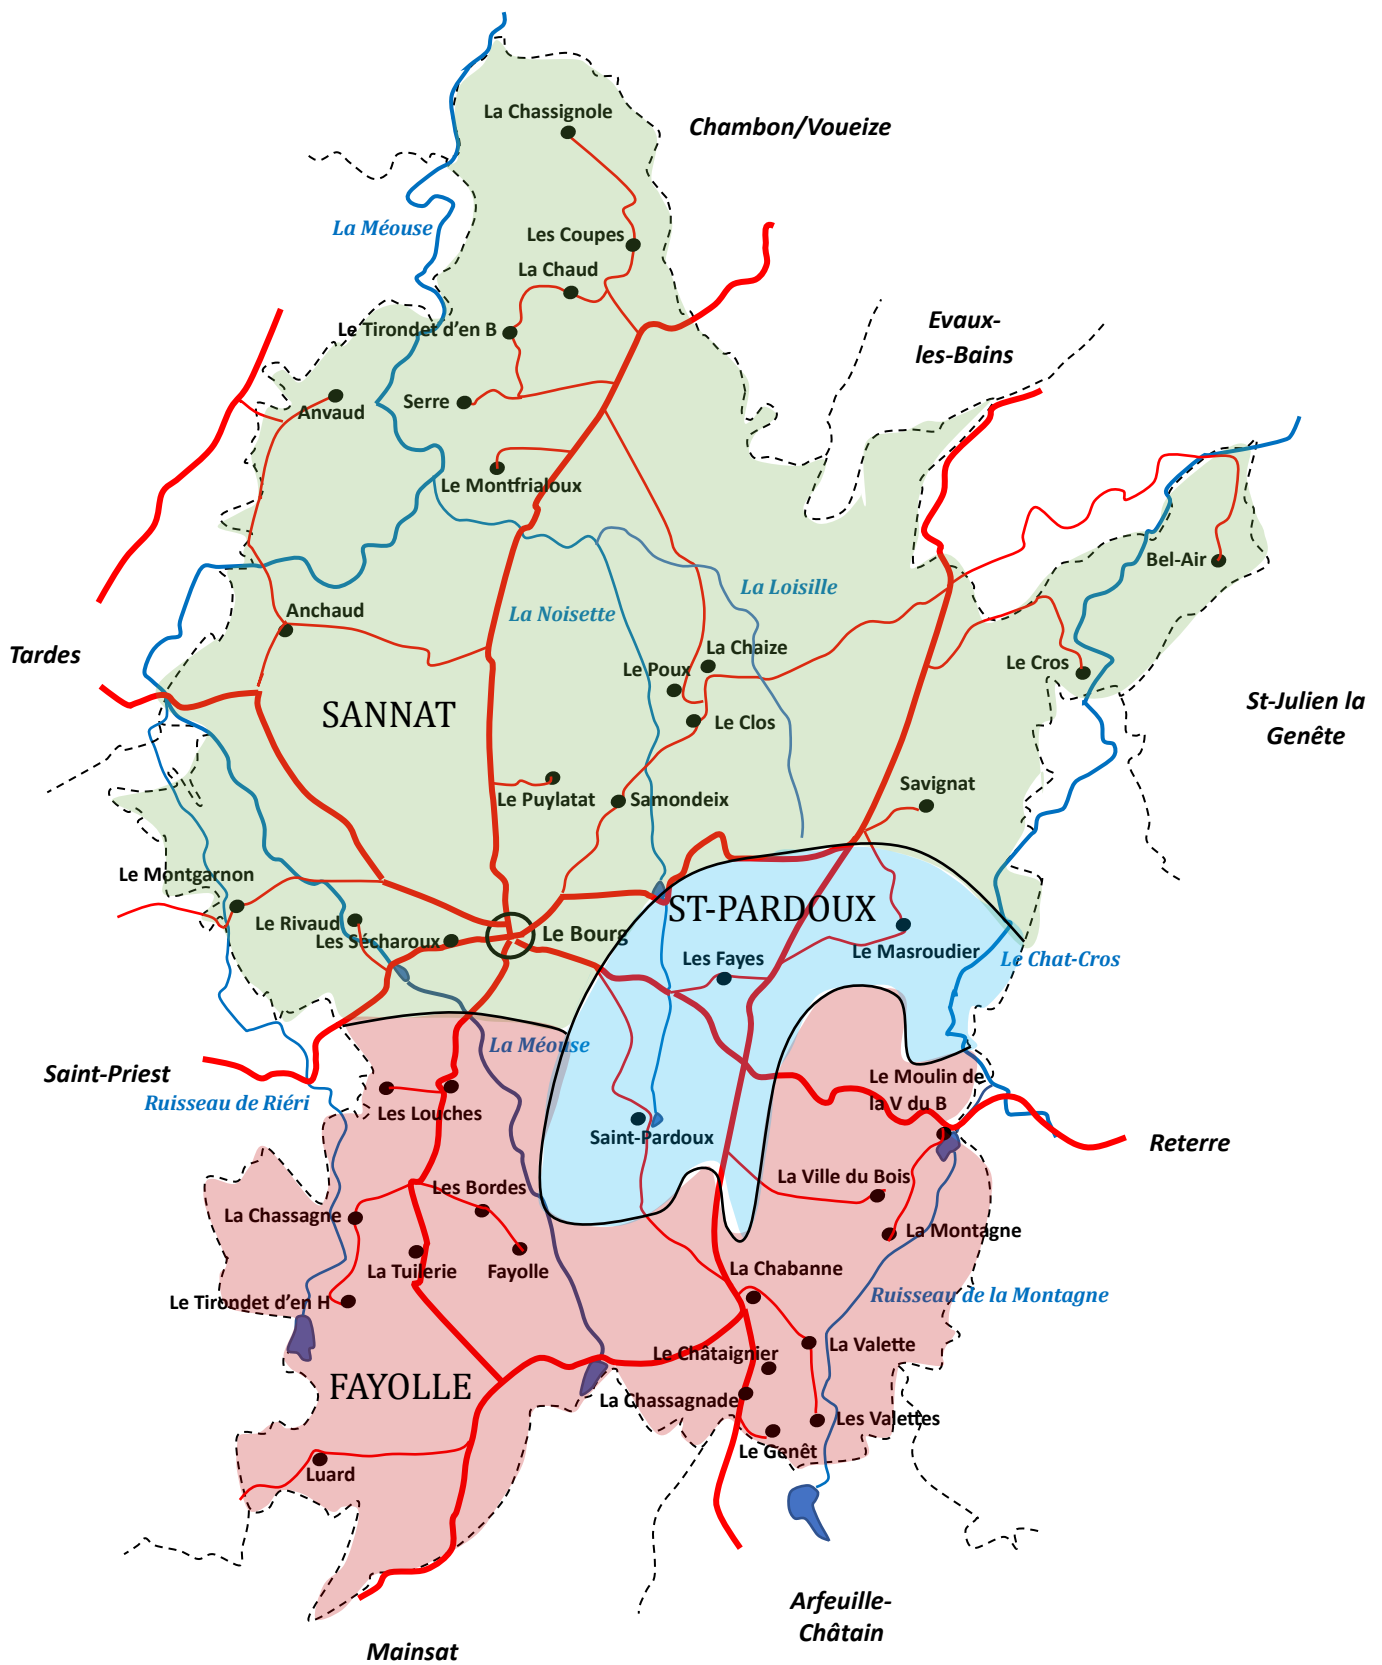 La Chassignole
Chambon/Voueize
La Méouse
Les Coupes
La Chaud
Le Tirondet d'en B
Evaux-
les-Bains
Serre
Anvaud
Le Montfrialoux
Bel-Air
La Loisille
La Noisette
Anchaud
Tardes
La Chaize
Le Poux
Le Cros
SANNAT
Le Clos
St-Julien la
Genête
Savignat
Le Puylatat
Samondeix
Le Montgarnon
ST-PARDOUX
Le Rivaud
Les Sécharoux
Le Bourg
Le Masroudier
Les Fayes
Le Chat-Cros
La Méouse
Saint-Priest
Le Moulin de
la V du B
Ruisseau de Riéri
Les Louches
Saint-Pardoux
Reterre
La Ville du Bois
Les Bordes
La Chassagne
La Montagne
La Tuilerie
Fayolle
La Chabanne
Le Tirondet d'en H
Ruisseau de la Montagne
La Valette
Le Châtaignier
FAYOLLE
La Chassagnade
Les Valettes
Le Genêt
Luard
Arfeuille-
Châtain
Mainsat